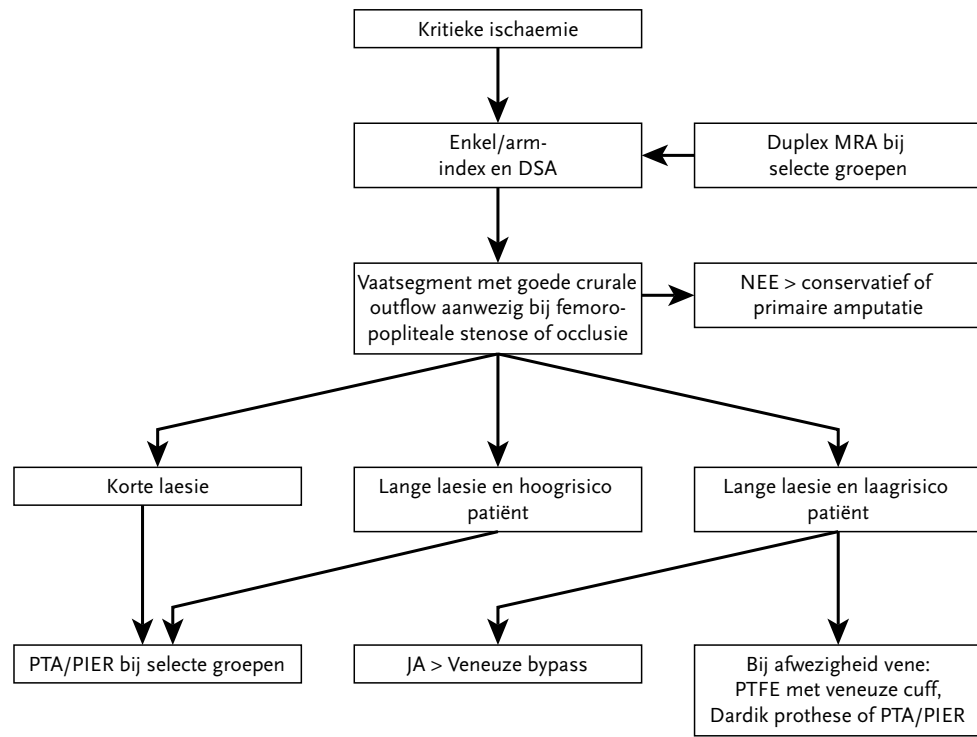 Kritieke ischaemie
Enkel/arm-
index en DSA
Duplex MRA bij
selecte groepen
Vaatsegment met goede crurale
outflow aanwezig bij femoro-
popliteale stenose of occlusie
NEE > conservatief of
primaire amputatie
Korte laesie
Lange laesie en hoogrisico
patiënt
Lange laesie en laagrisico
patiënt
PTA/PIER bij selecte groepen
JA > Veneuze bypass
Bij afwezigheid vene:
PTFE met veneuze cuff,
Dardik prothese of PTA/PIER